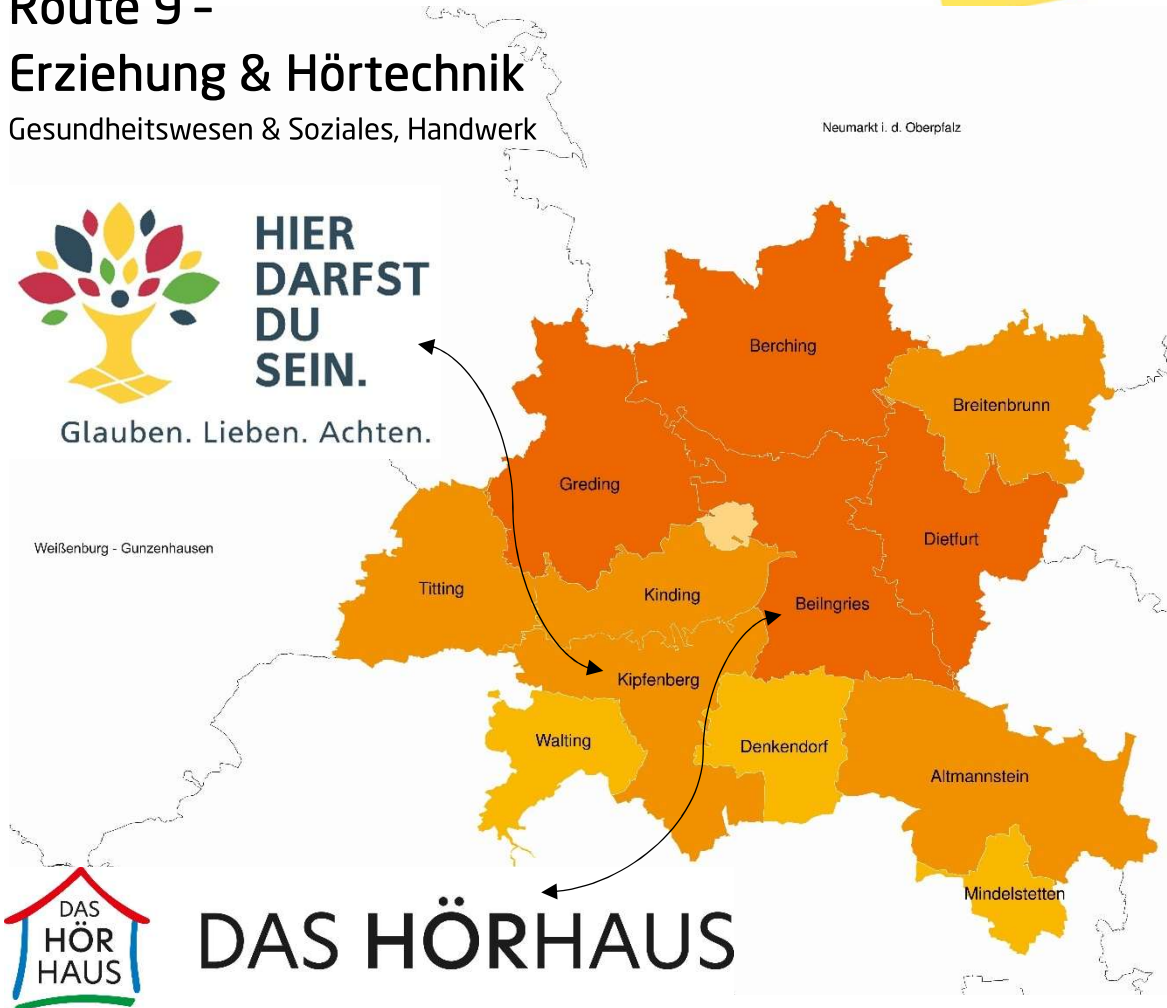 Route 9 –
Erziehung & Hörtechnik
Gesundheitswesen & Soziales, Handwerk
Neumarkt i. d. Oberpfalz
HIER
DARFST
DU
SEIN.
Glauben. Lieben. Achten.
Berching
Breitenbrunn
Greding
Dietfurt
Weißenburg - Gunzenhausen
Titting
Kinding
Beilngries
Kipfenberg
Walting
Denkendorf
Altmannstein
Mindelstetten
DAS
HÖR
HAUS
DAS HÖRHAUS